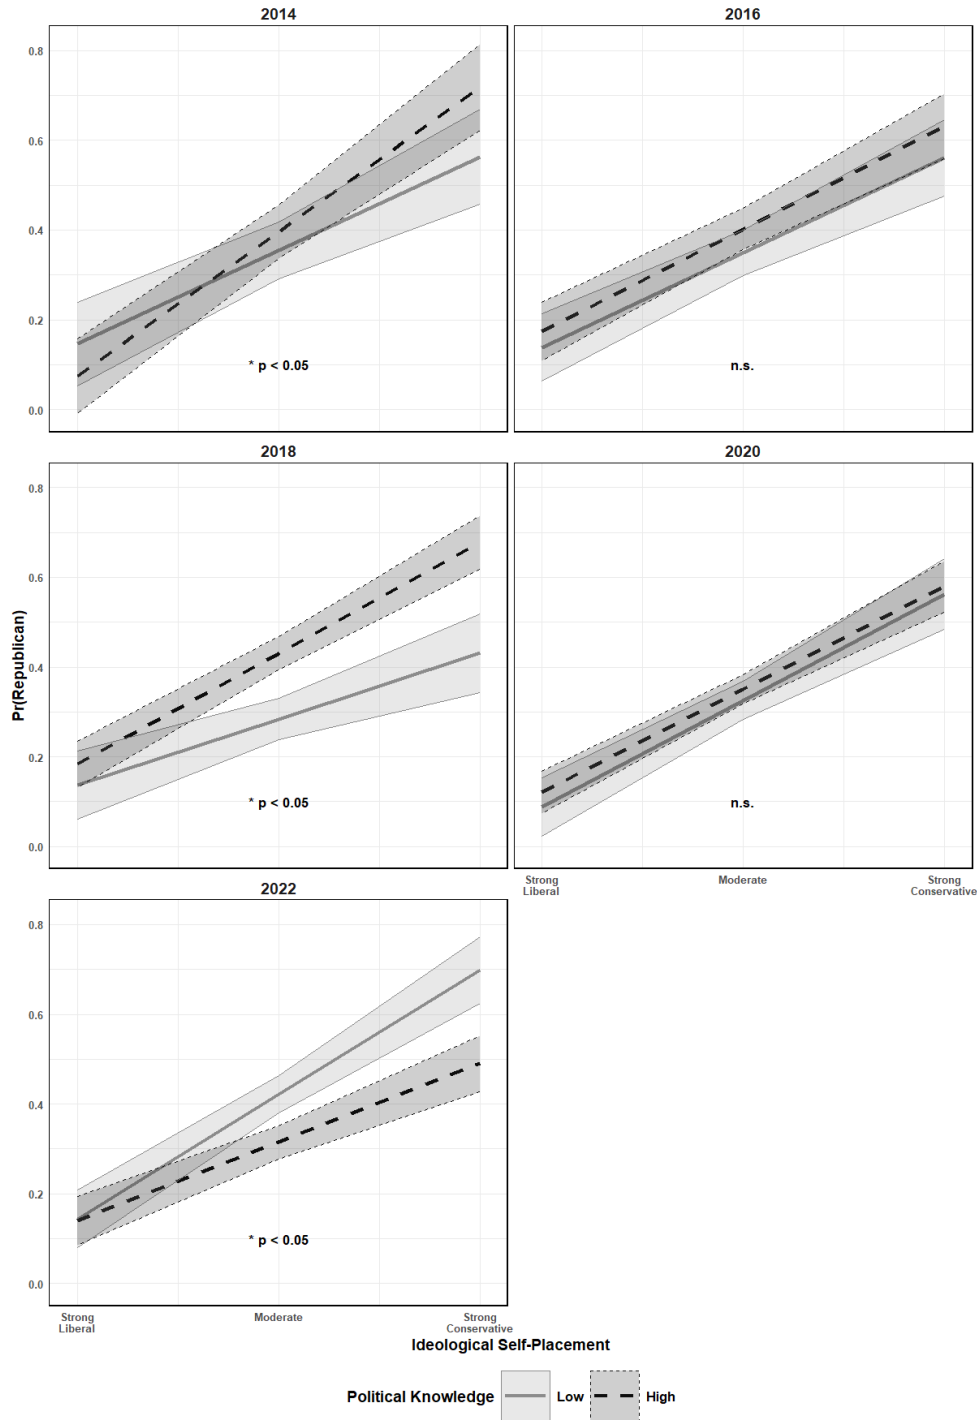 2014
2016
0.8
0.6
0.4
0.2
0.0
* p < 0.05
n.s.
2018
2020
0.8
0.6
0.4
0.2
0.0
* p < 0.05
n.s.
Strong
Liberal
Moderate
Strong
Conservative
2022
0.8
0.6
0.4
0.2
0.0
* p < 0.05
Strong
Liberal
Moderate
Strong
Conservative
Pr(Republican)
Ideological Self-Placement
Political Knowledge Low High